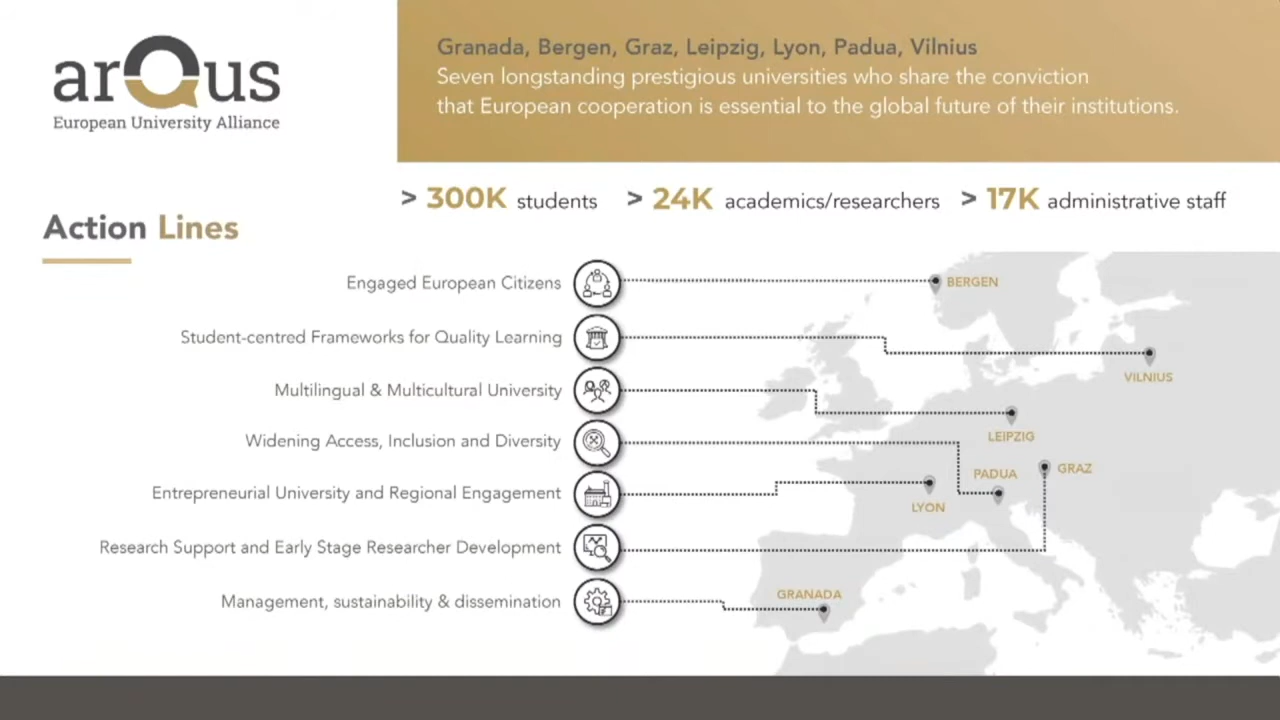 arQus
European University Alliance
Granada, Bergen, Graz, Leipzig, Lyon, Padua, Vilnius
Seven longstanding prestigious universities who share the conviction
that European cooperation is essential to the global future of their institutions.
> 300K students > 24K academics/researchers > 17K administrative staff
Action Lines
Engaged European Citizens
BERGEN
Student-centred Frameworks for Quality Learning
VILNIUS
Multilingual & Multicultural University
LEIPZIG
Widening Access, Inclusion and Diversity
PADUA
GRAZ
Entrepreneurial University and Regional Engagement
LYON
Research Support and Early Stage Researcher Development
Management, sustainability & dissemination
GRANADA